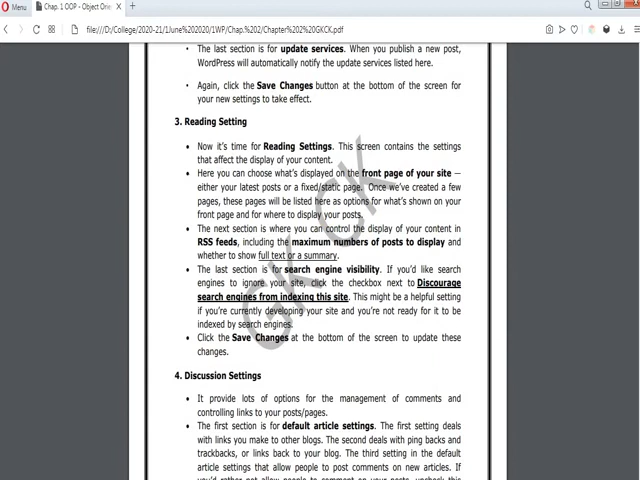 Menu
Chap. 1 OOP - Object Orien
file:///D:/College/2020-21/1June%202020/1WP/Chap.%202/Chapter%202%20GKCK.pdf
• The last section is for update services. When you publish a new post,
WordPress will automatically notify the update services listed here.
• Again, click the Save Changes button at the bottom of the screen for
your new settings to take effect.
3. Reading Setting
• Now it's time for Reading Settings. This screen contains the settings
that affect the display of your content.
• Here you can choose what's displayed on the front page of your site –
either your latest posts or a fixed/static page. Once we've created a few
pages, these pages will be listed here as options for what's shown on your
front page and for where to display your posts.
• The next section is where you can control the display of your content in
RSS feeds, including the maximum numbers of posts to display and
whether to show full text or a summary.
• The last section is for search engine visibility. If you'd like search
engines to ignore your site, click the checkbox next to Discourage
search engines from indexing this site. This might be a helpful setting
if you're currently developing your site and you're not ready for it to be
indexed by search engines.
• Click the Save Changes at the bottom of the screen to update these
changes.
4. Discussion Settings
• It provide lots of options for the management of comments and
controlling links to your posts/pages.
• The first section is for default article settings. The first setting deals
with links you make to other blogs. The second deals with ping backs and
trackbacks, or links back to your blog. The third setting in the default
article settings that allow people to post comments on new articles. If
you'd rather not allow people to comment on your posts, uncheck this
GK CK